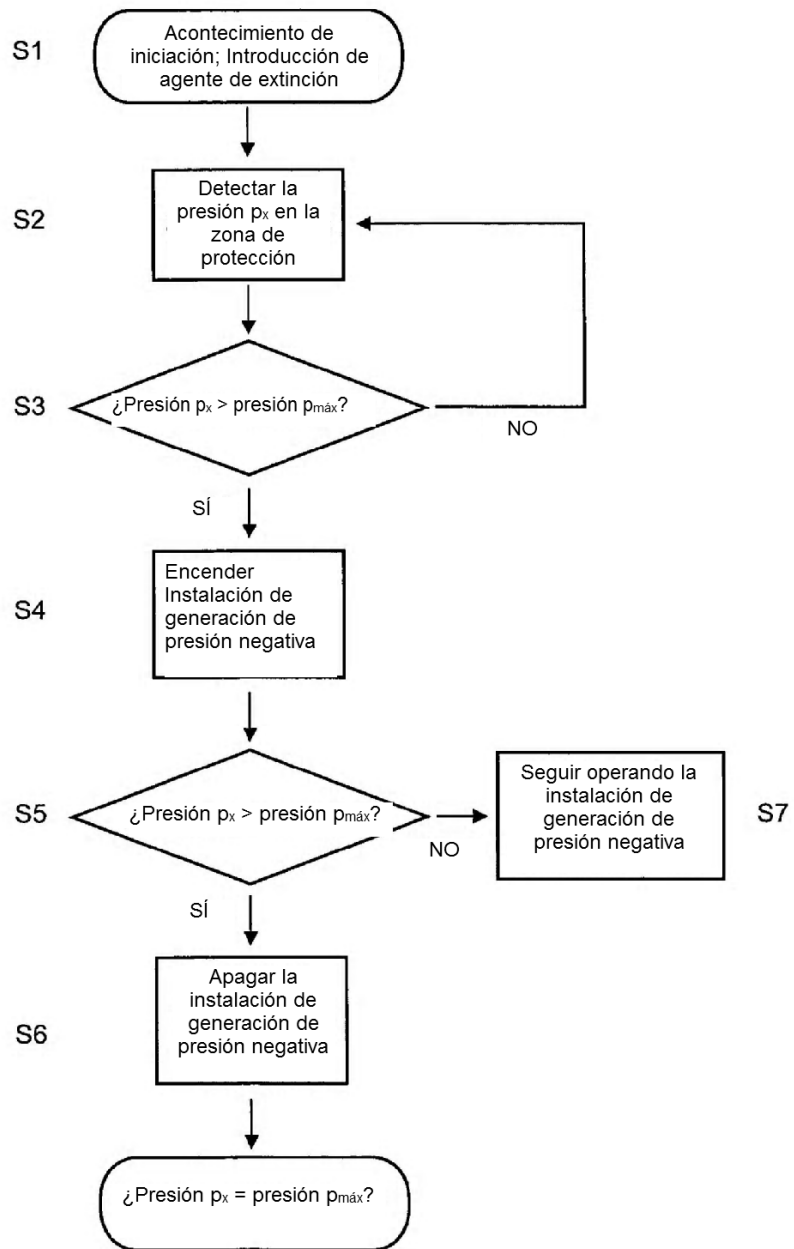 S1
Acontecimiento de
iniciación; Introducción de
agente de extinción
S2
Detectar la
presión pₓ en la
zona de
protección
S3
¿Presión pₓ > presión pmáx?
NO
SÍ
S4
Encender
Instalación de
generación de
presión negativa
S5
¿Presión pₓ > presión pmáx?
NO
Seguir operando la
instalación de
generación de
presión negativa
S7
SÍ
S6
Apagar la
instalación de
generación de
presión negativa
¿Presión pₓ = presión pmáx?